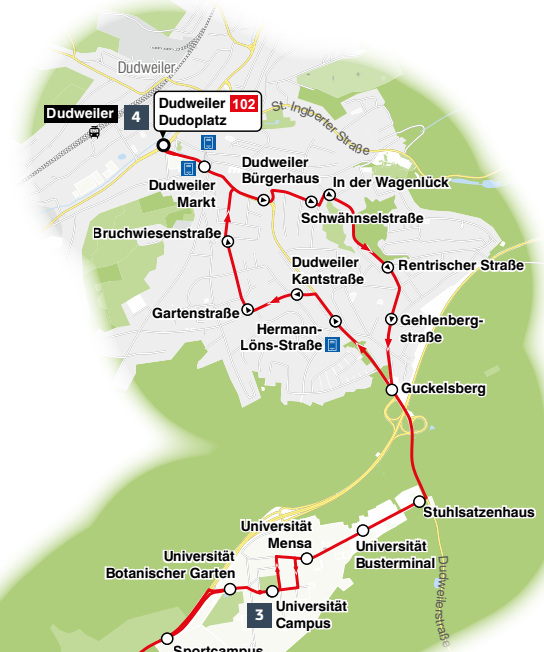 Dudweiler
Dudweiler
4
Dudweiler 102
Dudoplatz
St. Ingberter Straße
Dudweiler
Bürgerhaus
In der Wagenlück
Dudweiler
Markt
Schwähnselstraße
Bruchwiesenstraße
Dudweiler
Kantstraße
Rentrischer Straße
Gartenstraße
Hermann-
Löns-Straße
Gehlenberg-
straße
Guckelsberg
Stuhlsatzenhaus
Universität
Mensa
Universität
Busterminal
Universität
Botanischer Garten
Dudweilerstraße
3
Universität
Campus
Sportcampus